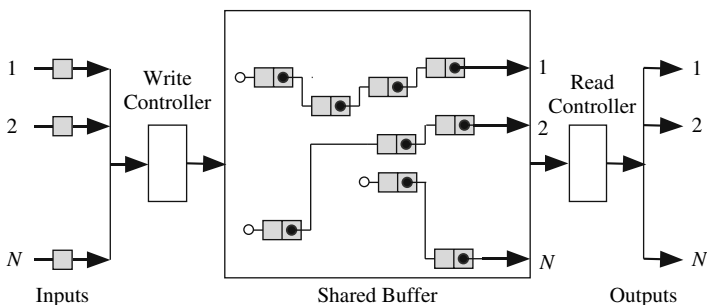 1
2
N
Inputs
Write
Controller
1
2
N
Shared Buffer
Read
Controller
1
2
N
Outputs